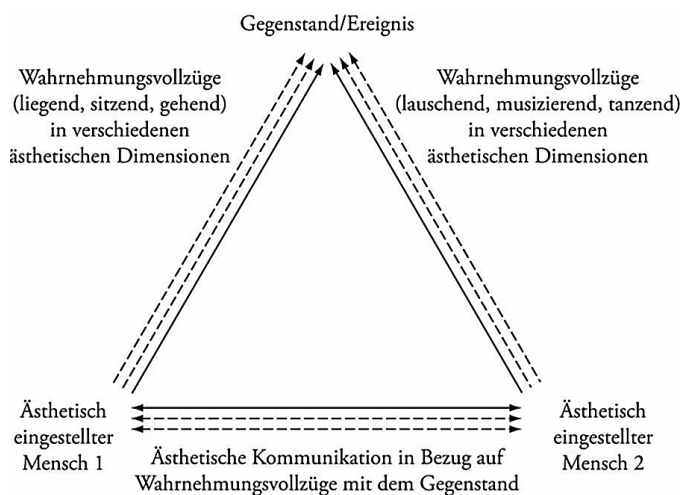 Gegenstand/Ereignis
Wahrnehmungsvollzüge
(liegend, sitzend, gehend)
in verschiedenen
ästhetischen Dimensionen
Wahrnehmungsvollzüge
(lauschend, musizierend, tanzend)
in verschiedenen
ästhetischen Dimensionen
Ästhetisch
eingestellter
Mensch 1
Ästhetische Kommunikation in Bezug auf
Wahrnehmungsvollzüge mit dem Gegenstand
Ästhetisch
eingestellter
Mensch 2